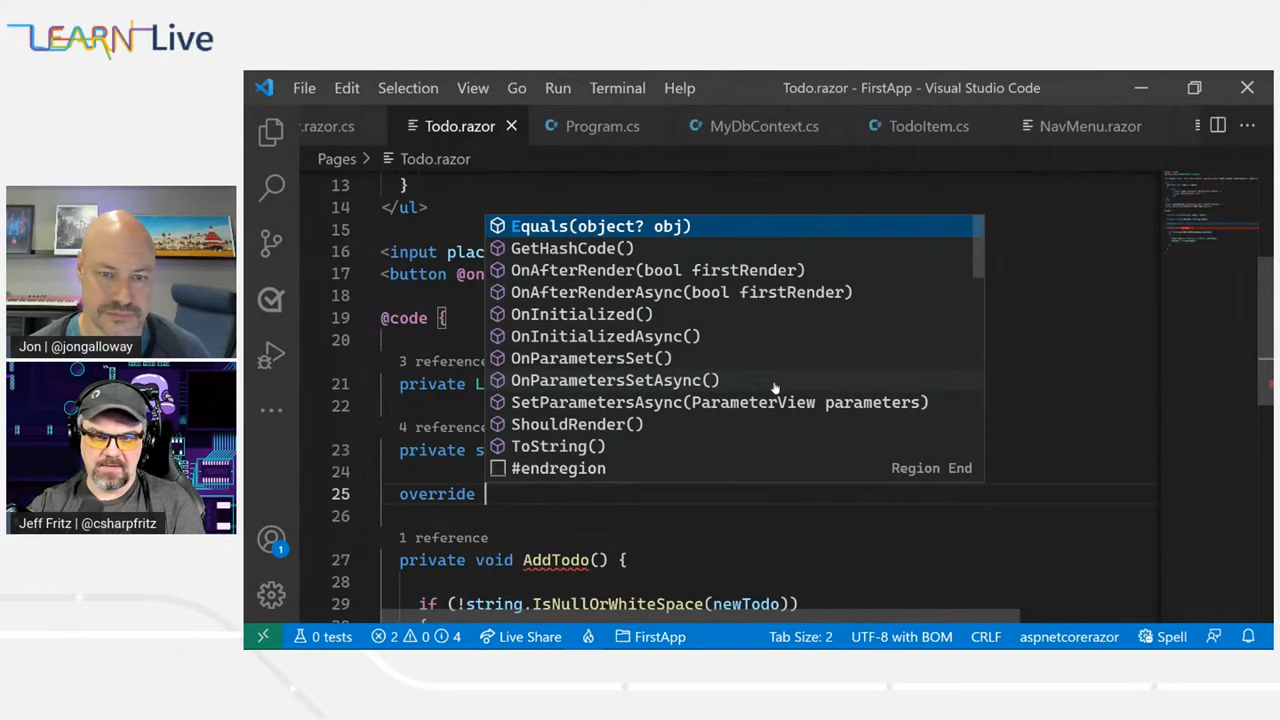 LEARN Live
File Edit Selection View Go Run Terminal Help Todo.razor - FirstApp - Visual Studio Code
.razor.cs Todo.razor Program.cs MyDbContext.cs TodoItem.cs NavMenu.razor
Pages > Todo.razor
13 }
14 </ul>
15
16 <input plac
17 <button @on
18
19 @code {
20
3 reference
21 private L
22
4 reference
23 private s
24
25 override
26
1 reference
27 private void AddTodo() {
28
29 if (!string.IsNullOrWhiteSpace(newTodo))
{
Equals(object? obj)
GetHashCode()
OnAfterRender(bool firstRender)
OnAfterRenderAsync(bool firstRender)
OnInitialized()
OnInitializedAsync()
OnParametersSet()
OnParametersSetAsync()
SetParametersAsync(ParameterView parameters)
ShouldRender()
ToString()
#endregion Region End
Jon | @jongalloway
Jeff Fritz | @csharpfritz
1
0 tests 2 0 4 Live Share FirstApp Tab Size: 2 UTF-8 with BOM CRLF aspnetcorerazor Spell